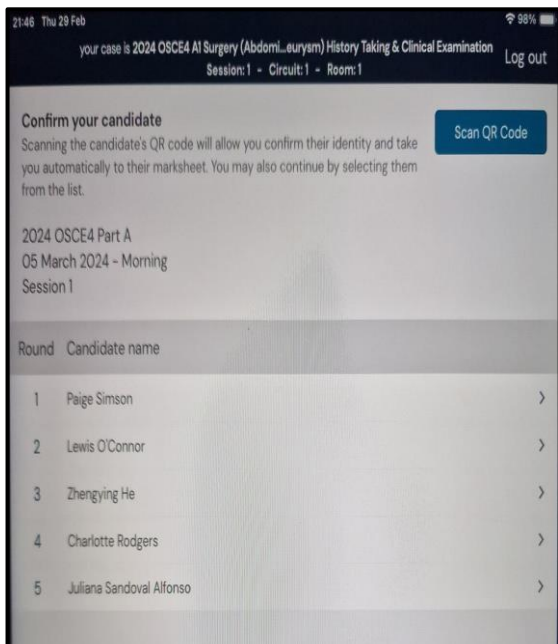 21:46 Thu 29 Feb 98%
your case is 2024 OSCE4 A1 Surgery (Abdomi...eurysm) History Taking & Clinical Examination
Session: 1 - Circuit: 1 - Room: 1
Log out
Confirm your candidate
Scanning the candidate's QR code will allow you confirm their identity and take
you automatically to their marksheet. You may also continue by selecting them
from the list.
Scan QR Code
2024 OSCE4 Part A
05 March 2024 - Morning
Session 1
Round Candidate name
1 Paige Simson
2 Lewis O'Connor
3 Zhengying He
4 Charlotte Rodgers
5 Juliana Sandoval Alfonso